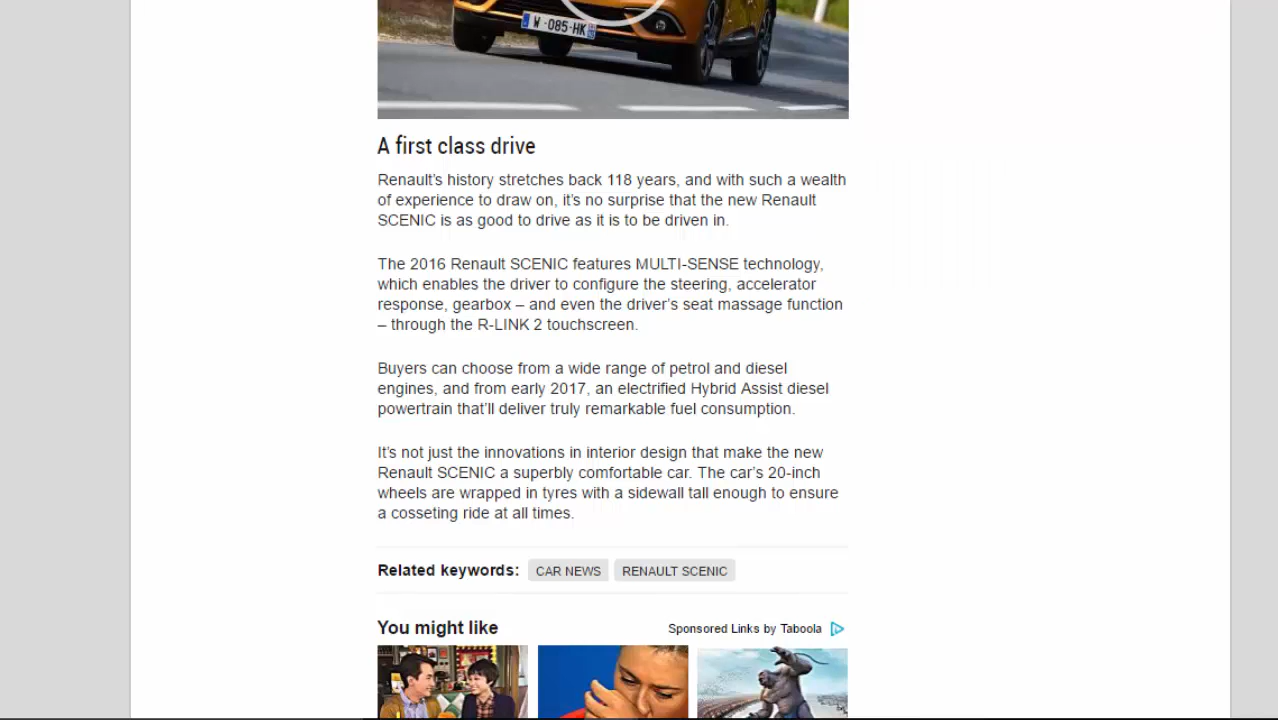 W-085-HK
A first class drive
Renault's history stretches back 118 years, and with such a wealth
of experience to draw on, it's no surprise that the new Renault
SCENIC is as good to drive as it is to be driven in.
The 2016 Renault SCENIC features MULTI-SENSE technology,
which enables the driver to configure the steering, accelerator
response, gearbox – and even the driver's seat massage function
– through the R-LINK 2 touchscreen.
Buyers can choose from a wide range of petrol and diesel
engines, and from early 2017, an electrified Hybrid Assist diesel
powertrain that'll deliver truly remarkable fuel consumption.
It's not just the innovations in interior design that make the new
Renault SCENIC a superbly comfortable car. The car's 20-inch
wheels are wrapped in tyres with a sidewall tall enough to ensure
a cosseting ride at all times.
Related keywords: CAR NEWS RENAULT SCENIC
You might like Sponsored Links by Taboola